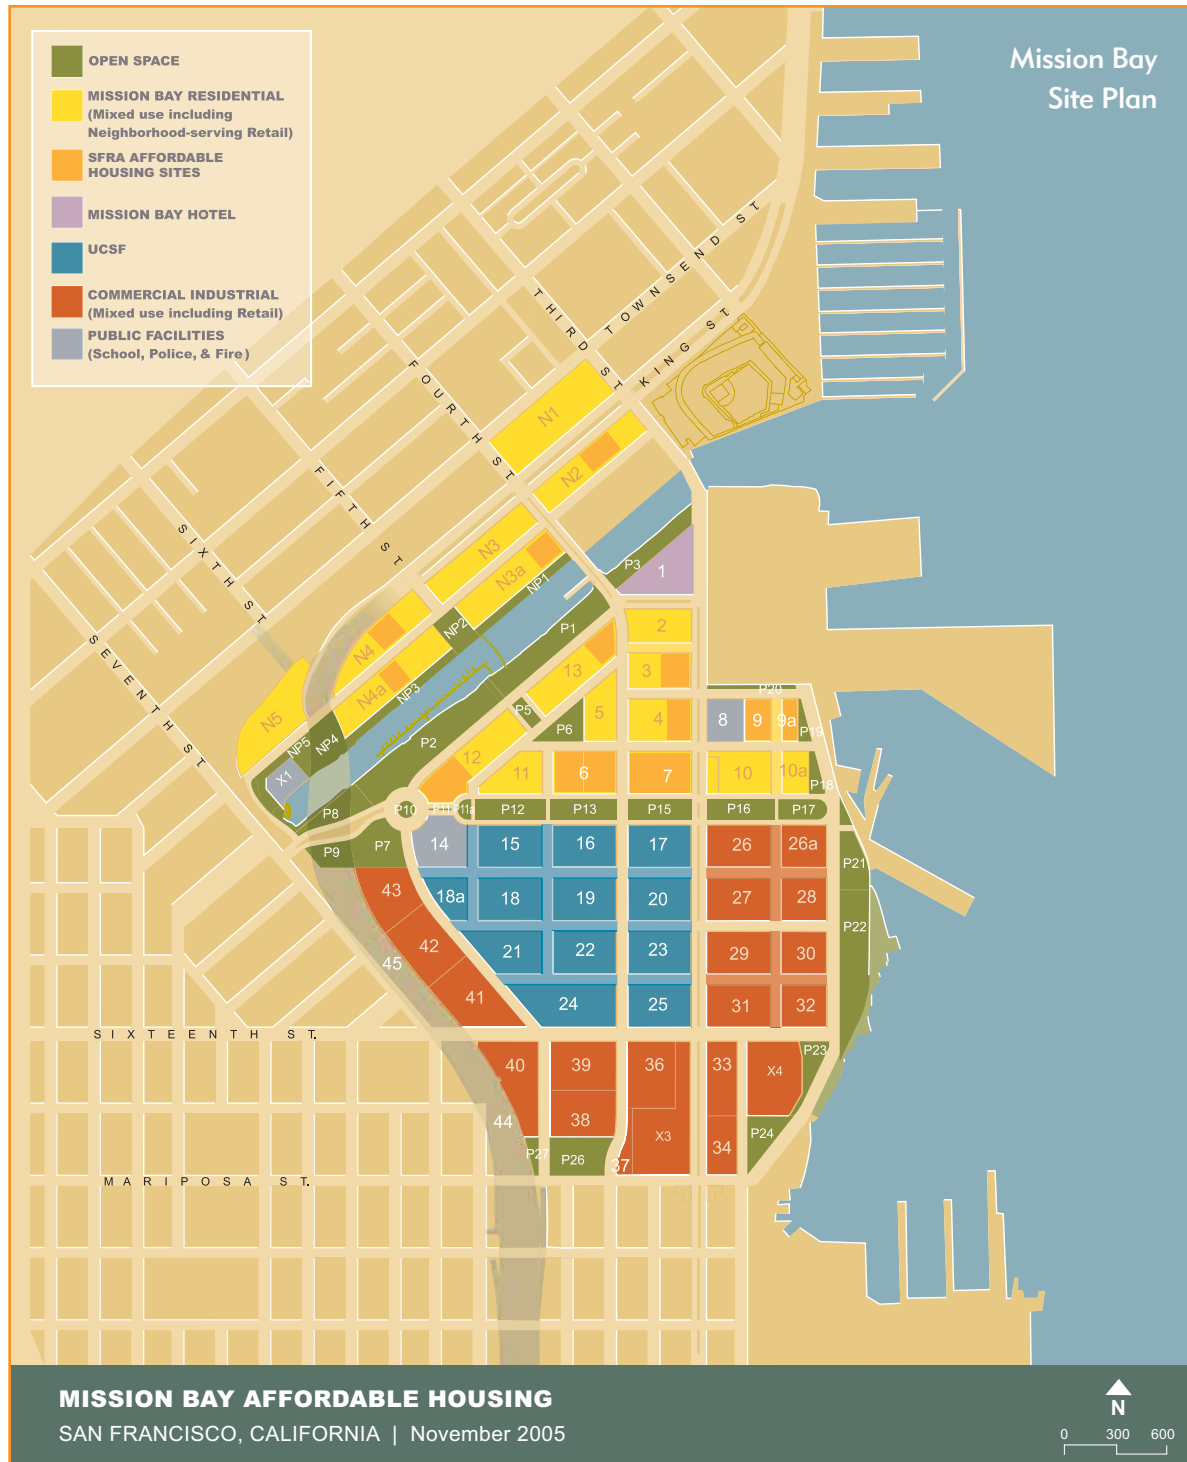 Mission Bay
Site Plan
OPEN SPACE
MISSION BAY RESIDENTIAL
(Mixed use including
Neighborhood-serving Retail)
SFRA AFFORDABLE
HOUSING SITES
MISSION BAY HOTEL
UCSF
COMMERCIAL INDUSTRIAL
(Mixed use including Retail)
PUBLIC FACILITIES
(School, Police, & Fire)
TOWNSEND ST.
THIRD ST.
KING ST.
FOURTH ST.
FIFTH ST.
SIXTH ST.
SEVENTH ST.
N1
N2
N3
N3a
NP1
P3
1
NP2
P1
2
N4
13
3
N4a
NP3
P20
N5
P5
P6
5
4
8
9
9a
P19
NP5
NP4
P2
12
11
6
7
10
10a
P18
X1
P8
P10
P11
P11a
P12
P13
P15
P16
P17
P9
P7
14
15
16
17
26
26a
P21
43
18a
18
19
20
27
28
P22
42
45
21
22
23
29
30
41
24
25
31
32
SIXTEENTH ST.
40
39
36
33
X4
P23
44
38
X3
34
P24
P27
P26
37
MARIPOSA ST.
MISSION BAY AFFORDABLE HOUSING
SAN FRANCISCO, CALIFORNIA | November 2005
N
0 300 600